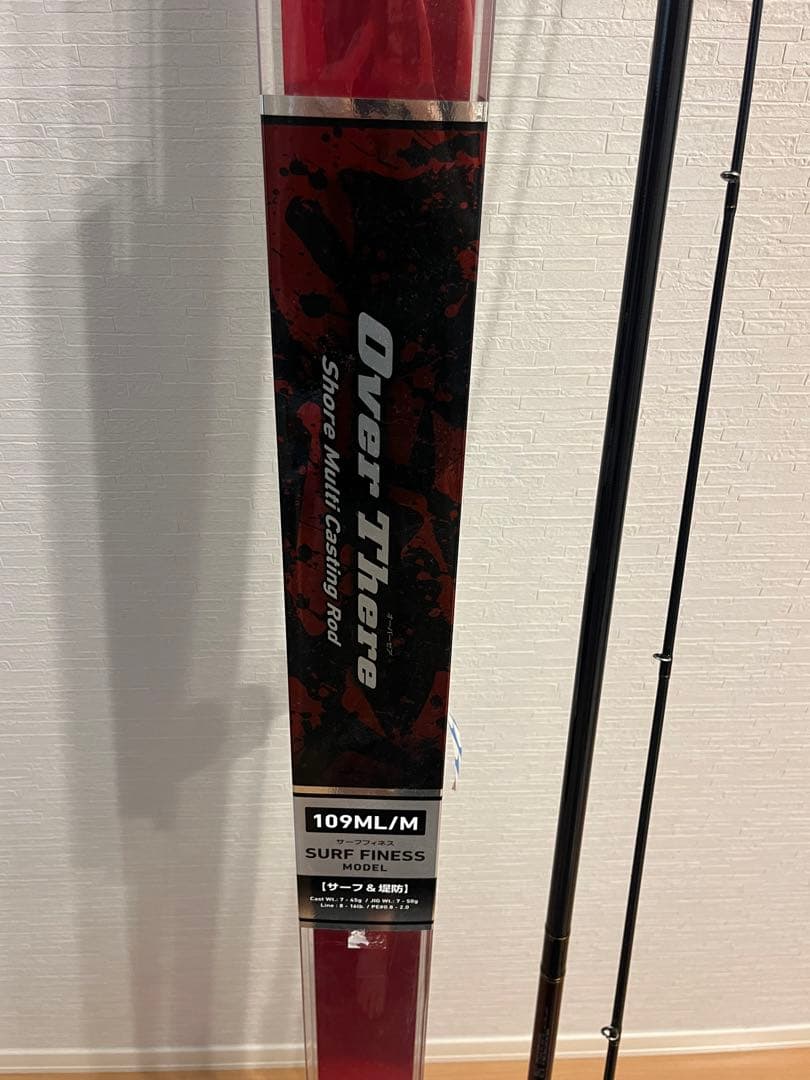 Over There
オーバーゼア
Shore Multi Casting Rod
109ML/M
サーフフィネス
SURF FINESS
MODEL
【サーフ & 堤防】
Cast Wt.: 7 - 45g / JIG Wt.: 7 - 50g
Line : 8 - 16lb. / PE#0.8 - 2.0